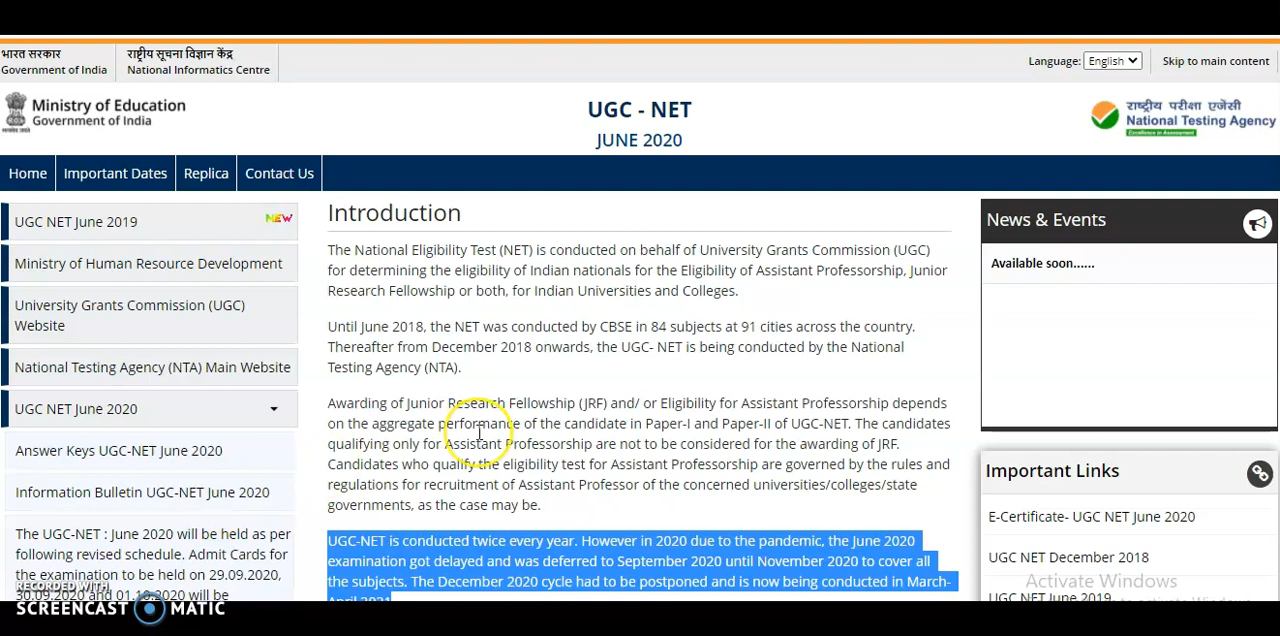 भारत सरकार
Government of India
राष्ट्रीय सूचना विज्ञान केंद्र
National Informatics Centre
Language: English
Skip to main content
Ministry of Education
Government of India
UGC - NET
JUNE 2020
राष्ट्रीय परीक्षा एजेंसी
National Testing Agency
Excellence in Assessment
Home
Important Dates
Replica
Contact Us
UGC NET June 2019
NEW
Ministry of Human Resource Development
University Grants Commission (UGC)
Website
National Testing Agency (NTA) Main Website
UGC NET June 2020
Answer Keys UGC-NET June 2020
Information Bulletin UGC-NET June 2020
The UGC-NET : June 2020 will be held as per
following revised schedule. Admit Cards for
the examination to be held on 29.09.2020,
30.09.2020 and 01.10.2020 will be
Introduction
The National Eligibility Test (NET) is conducted on behalf of University Grants Commission (UGC)
for determining the eligibility of Indian nationals for the Eligibility of Assistant Professorship, Junior
Research Fellowship or both, for Indian Universities and Colleges.
Until June 2018, the NET was conducted by CBSE in 84 subjects at 91 cities across the country.
Thereafter from December 2018 onwards, the UGC- NET is being conducted by the National
Testing Agency (NTA).
Awarding of Junior Research Fellowship (JRF) and/ or Eligibility for Assistant Professorship depends
on the aggregate performance of the candidate in Paper-I and Paper-II of UGC-NET. The candidates
qualifying only for Assistant Professorship are not to be considered for the awarding of JRF.
Candidates who qualify the eligibility test for Assistant Professorship are governed by the rules and
regulations for recruitment of Assistant Professor of the concerned universities/colleges/state
governments, as the case may be.
UGC-NET is conducted twice every year. However in 2020 due to the pandemic, the June 2020
examination got delayed and was deferred to September 2020 until November 2020 to cover all
the subjects. The December 2020 cycle had to be postponed and is now being conducted in March-
April 2021
News & Events
Available soon......
Important Links
E-Certificate- UGC NET June 2020
UGC NET December 2018
UGC NET June 2019
Activate Windows
RECORDED WITH
SCREENCAST MATIC